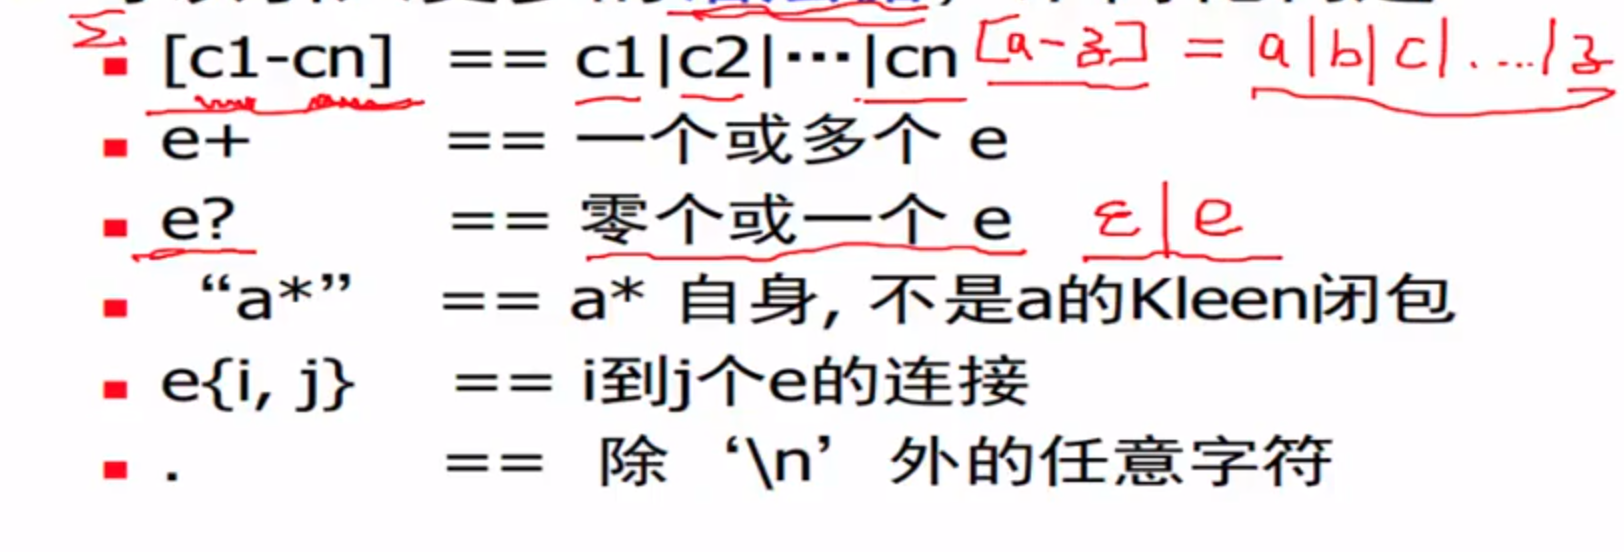 Σ
[c1-cn] == c1|c2|…|cn [a-z] = a|b|c|....|z
e+ == 一个或多个 e
e? == 零个或一个 e ε|e
“a*” == a* 自身, 不是a的Kleen闭包
e{i, j} == i到j个e的连接
. == 除‘\n’外的任意字符